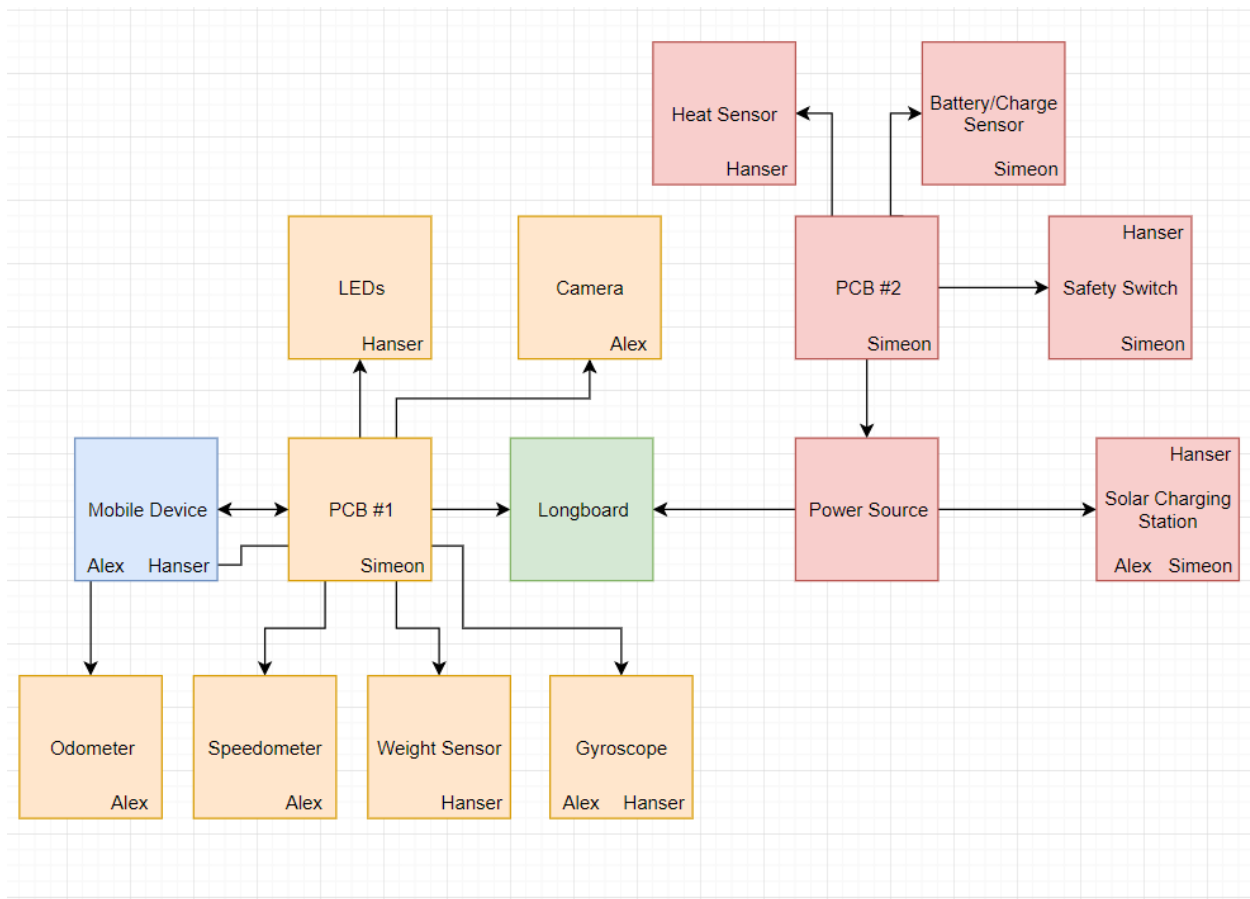 Heat Sensor
Hanser
Battery/Charge
Sensor
Simeon
LEDs
Hanser
Camera
Alex
PCB #2
Simeon
Hanser
Safety Switch
Simeon
Mobile Device
Alex Hanser
PCB #1
Simeon
Longboard
Power Source
Hanser
Solar Charging
Station
Alex Simeon
Odometer
Alex
Speedometer
Alex
Weight Sensor
Hanser
Gyroscope
Alex Hanser